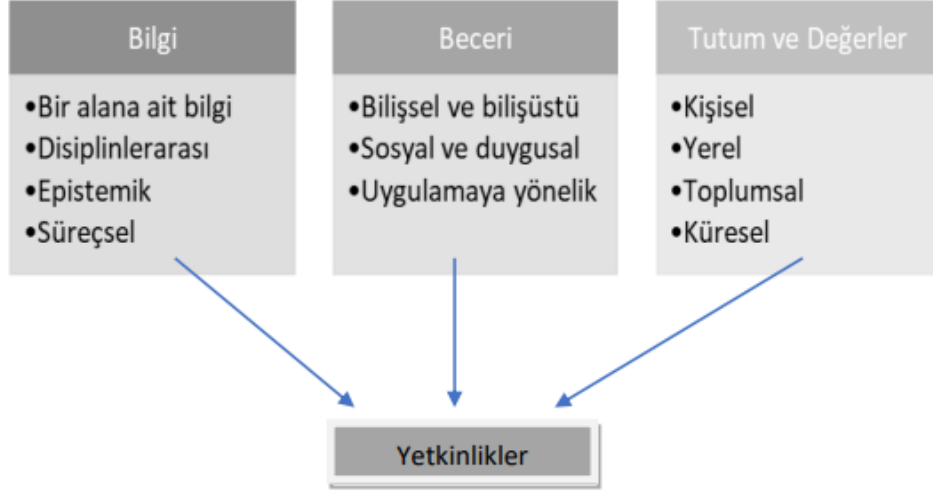 Bilgi
•Bir alana ait bilgi
•Disiplinlerarası
•Epistemik
•Süreçsel
Beceri
•Bilişsel ve bilişüstü
•Sosyal ve duygusal
•Uygulamaya yönelik
Tutum ve Değerler
•Kişisel
•Yerel
•Toplumsal
•Küresel
Yetkinlikler